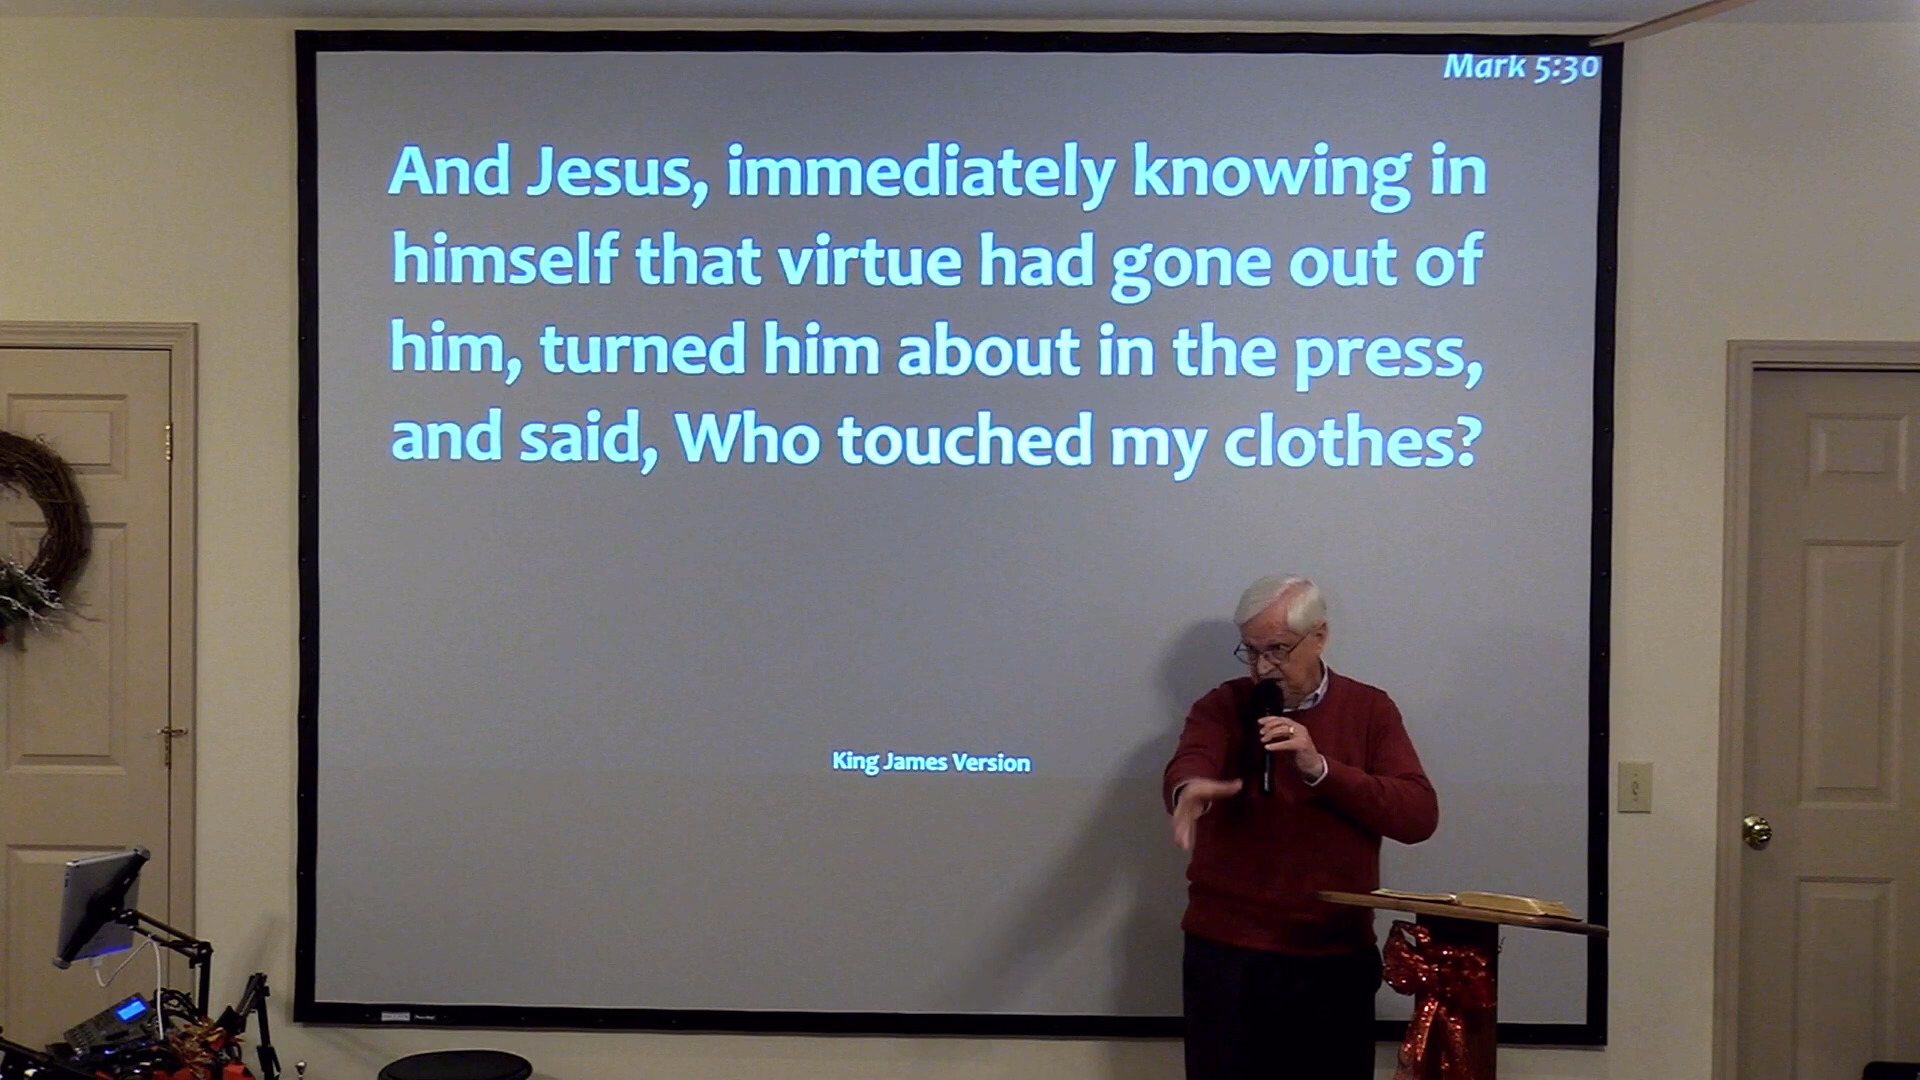 Mark 5:30
And Jesus, immediately knowing in
himself that virtue had gone out of
him, turned him about in the press,
and said, Who touched my clothes?
King James Version